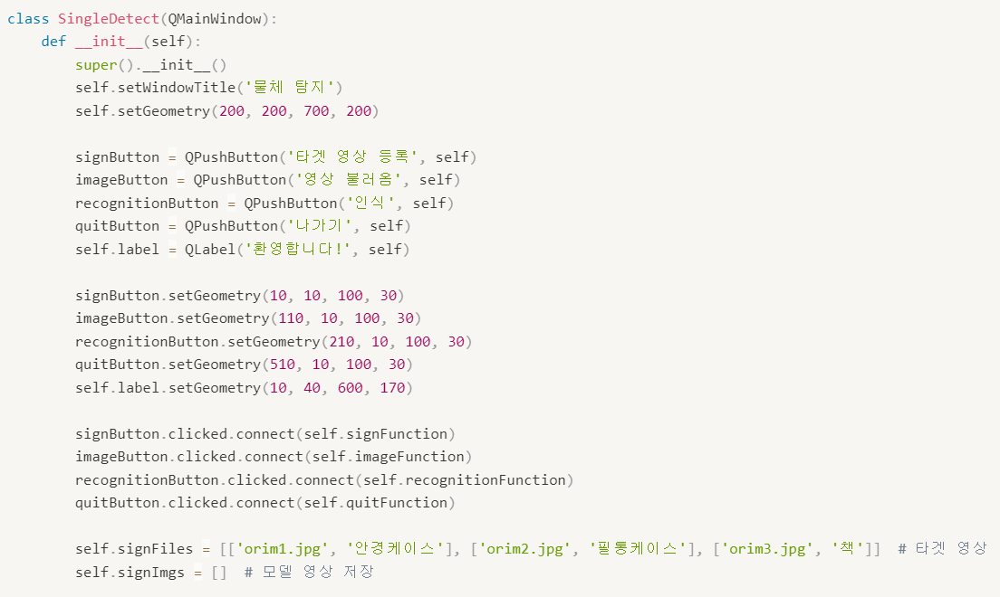 class SingleDetect(QMainWindow):
    def __init__(self):
        super().__init__()
        self.setWindowTitle('물체 탐지')
        self.setGeometry(200, 200, 700, 200)

        signButton = QPushButton('타겟 영상 등록', self)
        imageButton = QPushButton('영상 불러옴', self)
        recognitionButton = QPushButton('인식', self)
        quitButton = QPushButton('나가기', self)
        self.label = QLabel('환영합니다!', self)

        signButton.setGeometry(10, 10, 100, 30)
        imageButton.setGeometry(110, 10, 100, 30)
        recognitionButton.setGeometry(210, 10, 100, 30)
        quitButton.setGeometry(510, 10, 100, 30)
        self.label.setGeometry(10, 40, 600, 170)

        signButton.clicked.connect(self.signFunction)
        imageButton.clicked.connect(self.imageFunction)
        recognitionButton.clicked.connect(self.recognitionFunction)
        quitButton.clicked.connect(self.quitFunction)

        self.signFiles = [['orim1.jpg', '안경케이스'], ['orim2.jpg', '필통케이스'], ['orim3.jpg', '책']]  # 타겟 영상
        self.signImgs = []  # 모델 영상 저장